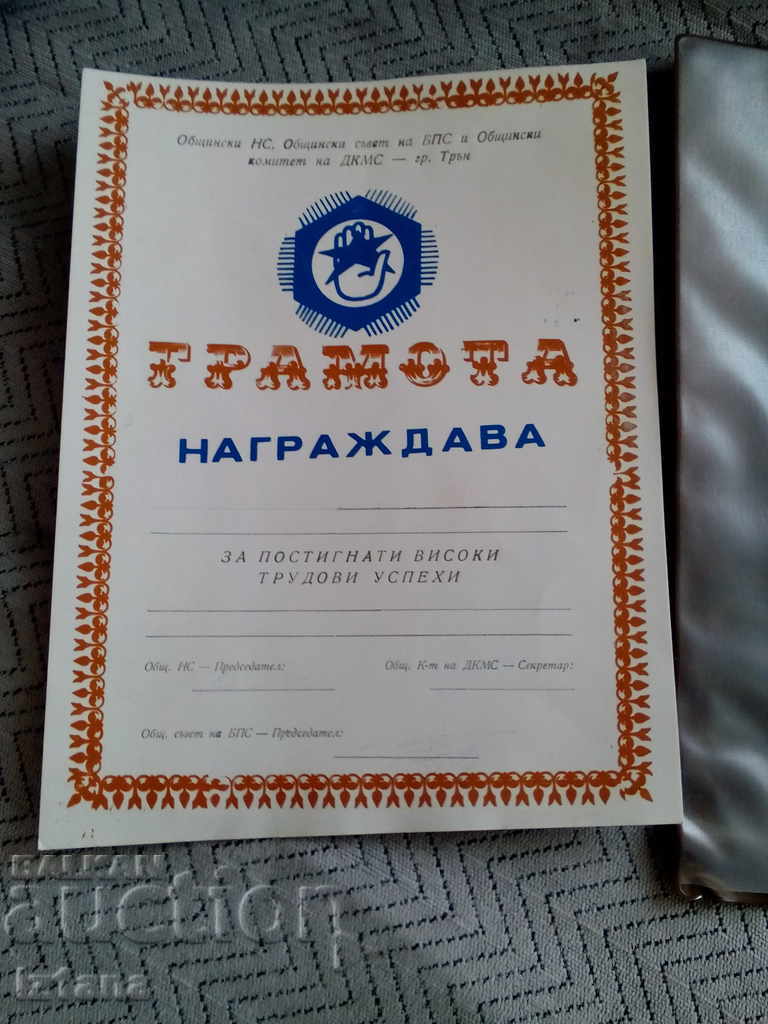 Общински НС, Общински съвет на БПС и Общински
комитет на ДКМС — гр. Трън
ГРАМОТА
НАГРАЖДАВА
ЗА ПОСТИГНАТИ ВИСОКИ
ТРУДОВИ УСПЕХИ
Общ. НС — Председател:
Общ. К-т на ДКМС — Секретар:
Общ. съвет на БПС — Председател:
BALKAN
auction
iztana